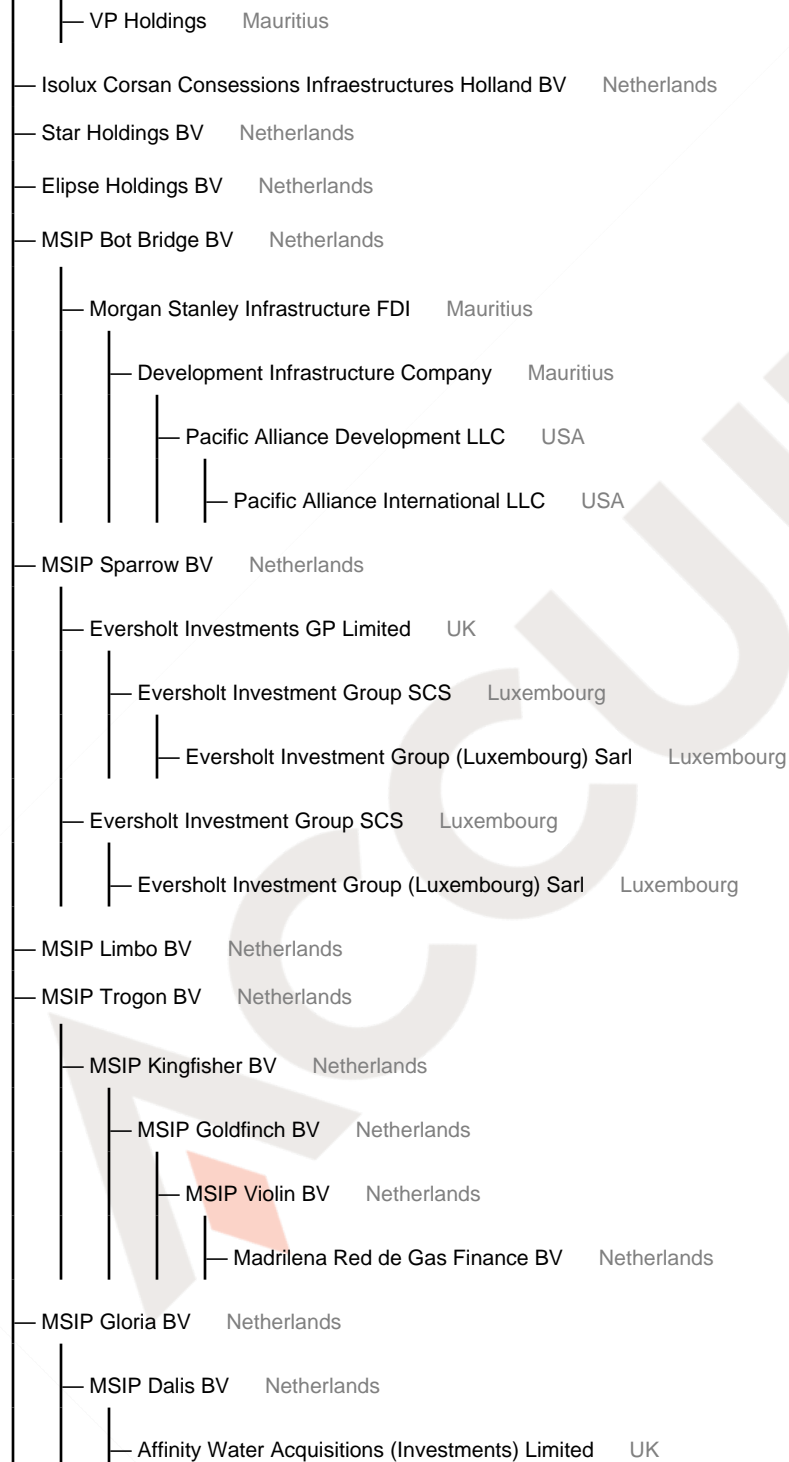 VP Holdings Mauritius
Isolux Corsan Consessions Infraestructures Holland BV Netherlands
Star Holdings BV Netherlands
Elipse Holdings BV Netherlands
MSIP Bot Bridge BV Netherlands
Morgan Stanley Infrastructure FDI Mauritius
Development Infrastructure Company Mauritius
Pacific Alliance Development LLC USA
Pacific Alliance International LLC USA
MSIP Sparrow BV Netherlands
Eversholt Investments GP Limited UK
Eversholt Investment Group SCS Luxembourg
Eversholt Investment Group (Luxembourg) Sarl Luxembourg
Eversholt Investment Group SCS Luxembourg
Eversholt Investment Group (Luxembourg) Sarl Luxembourg
MSIP Limbo BV Netherlands
MSIP Trogon BV Netherlands
MSIP Kingfisher BV Netherlands
MSIP Goldfinch BV Netherlands
MSIP Violin BV Netherlands
Madrilena Red de Gas Finance BV Netherlands
MSIP Gloria BV Netherlands
MSIP Dalis BV Netherlands
Affinity Water Acquisitions (Investments) Limited UK